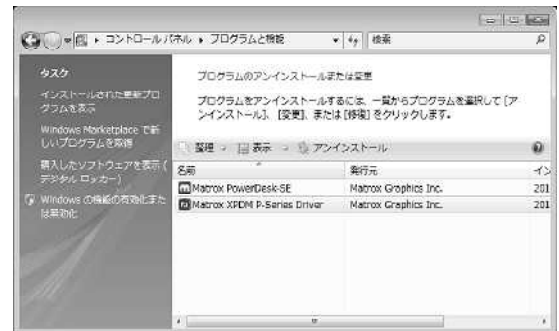 コントロール パネル ▸ プログラムと機能
検索
タスク
インストールされた更新プロ
グラムを表示
Windows Marketplace で新
しいプログラムを取得
購入したソフトウェアを表示 (
デジタル ロッカー)
Windows の機能の有効化また
は無効化
プログラムのアンインストールまたは変更
プログラムをアンインストールするには、一覧からプログラムを選択して [ア
ンインストール]、[変更]、または [修復] をクリックします。
整理
表示
アンインストール
名前
発行元
イン
Matrox PowerDesk-SE
Matrox Graphics Inc.
201
Matrox XPDM P-Series Driver
Matrox Graphics Inc.
201